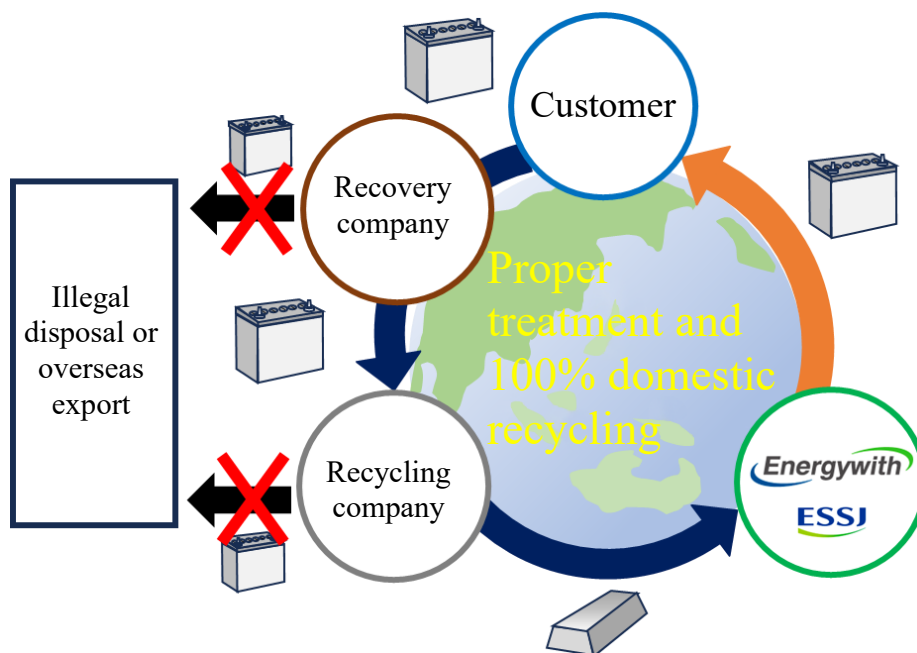 Customer
Recovery
company
Illegal
disposal or
overseas
export
Proper
treatment and
100% domestic
recycling
Recycling
company
Energywith
ESSJ